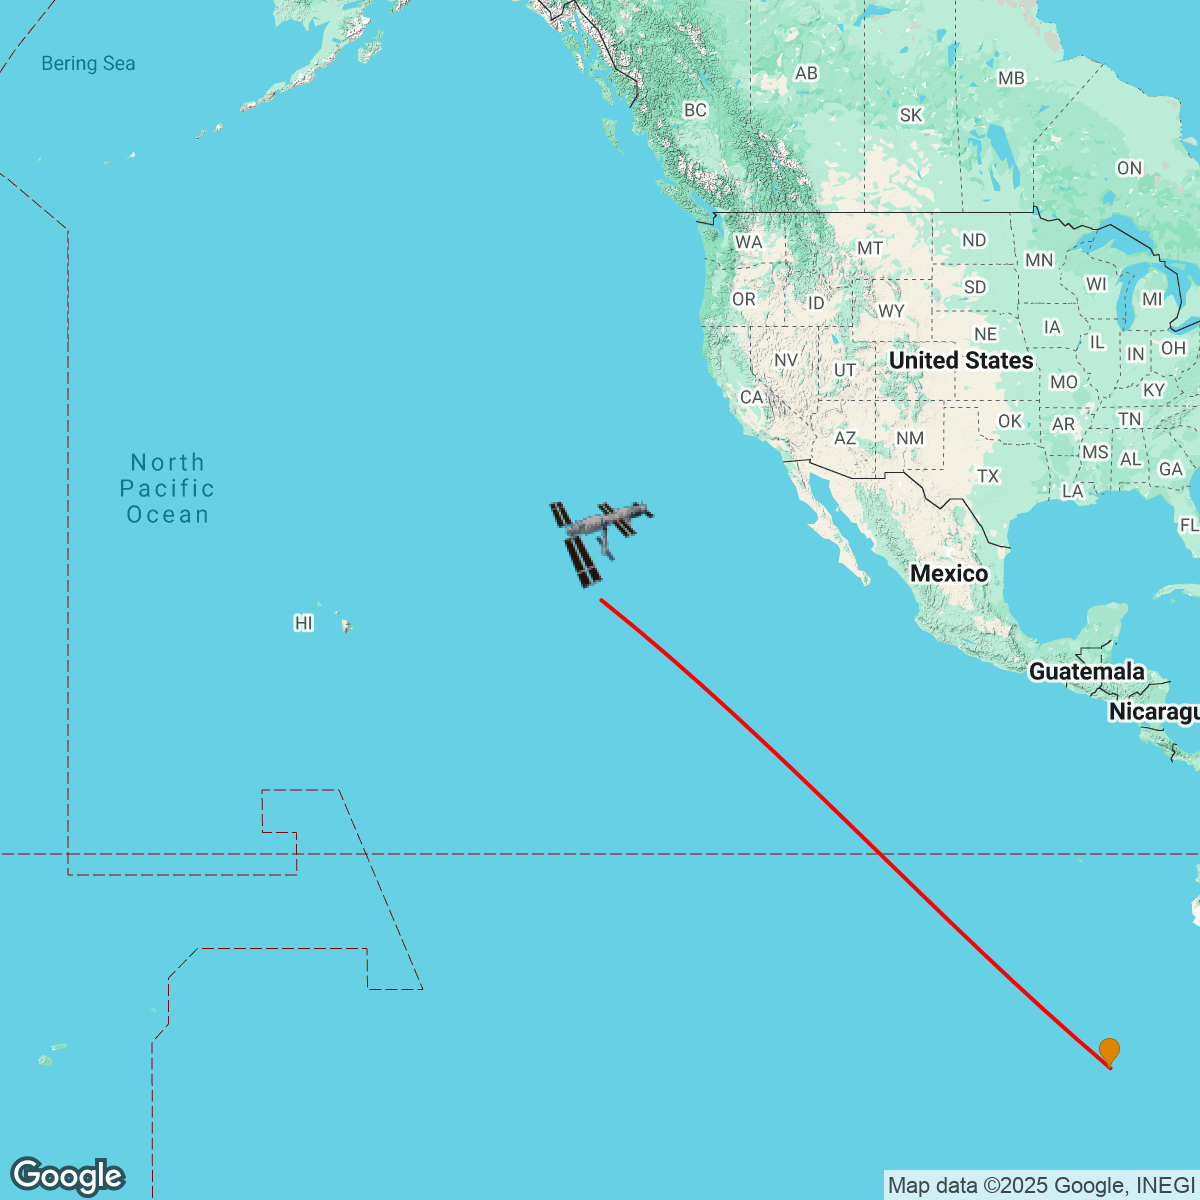 Bering Sea
AB
MB
BC
SK
ON
WA
MT
ND
MN
OR
ID
SD
WI
MI
WY
IA
NE
IL
OH
NV
UT
United States
IN
MO
KY
CA
OK
AR
TN
AZ
NM
MS
AL
GA
North
Pacific
Ocean
TX
LA
FL
Mexico
HI
Guatemala
Nicaragu
Google
Map data ©2025 Google, INEGI